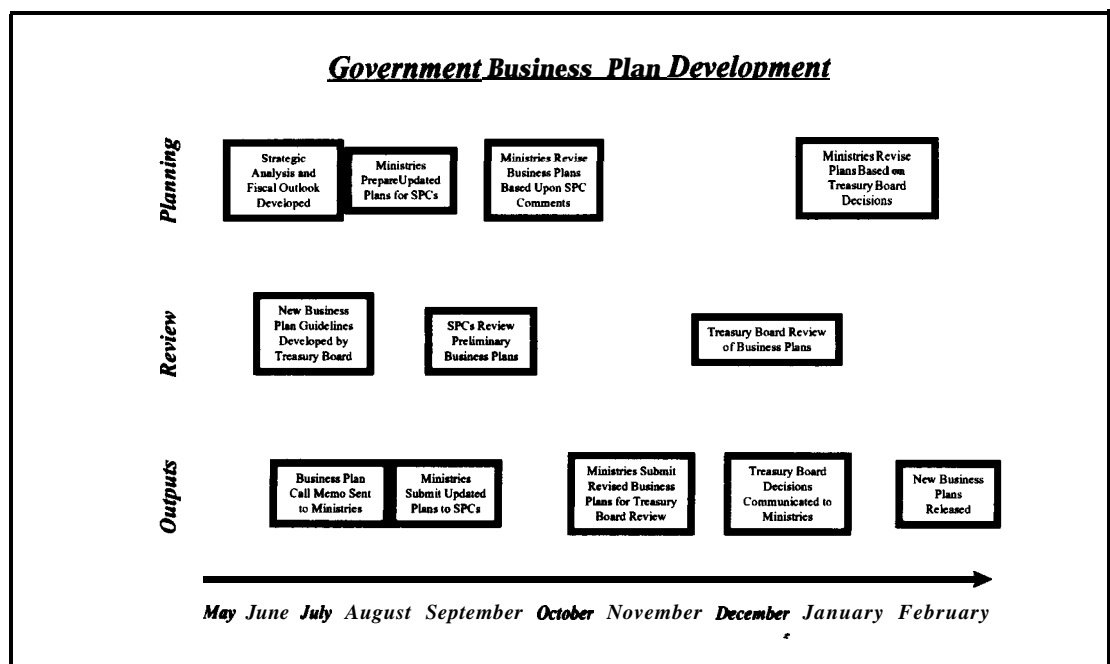 Government Business Plan Development
Planning
Strategic
Analysis and
Fiscal Outlook
Developed
Ministries
PrepareUpdated
Plans for SPCs
Ministries Revise
Business Plans
Based Upon SPC
Comments
Ministries Revise
Plans Based on
Treasury Board
Decisions
Review
New Business
Plan Guidelines
Developed by
Treasury Board
SPCs Review
Preliminary
Business Plans
Treasury Board Review
of Business Plans
Outputs
Business Plan
Call Memo Sent
to Ministries
Ministries
Submit Updated
Plans to SPCs
Ministries Submit
Revised Business
Plans for Treasury
Board Review
Treasury Board
Decisions
Communicated to
Ministries
New Business
Plans
Released
May June July August September October November December January February